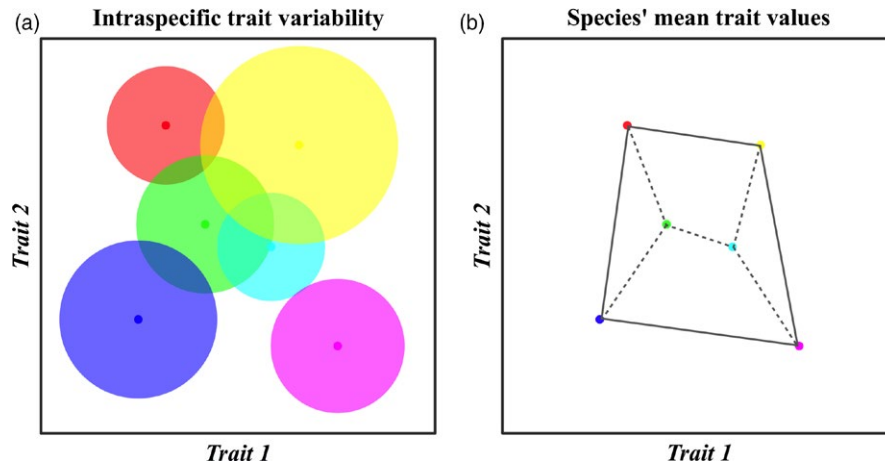 (a) Intraspecific trait variability
Trait 2
Trait 1
(b) Species' mean trait values
Trait 2
Trait 1